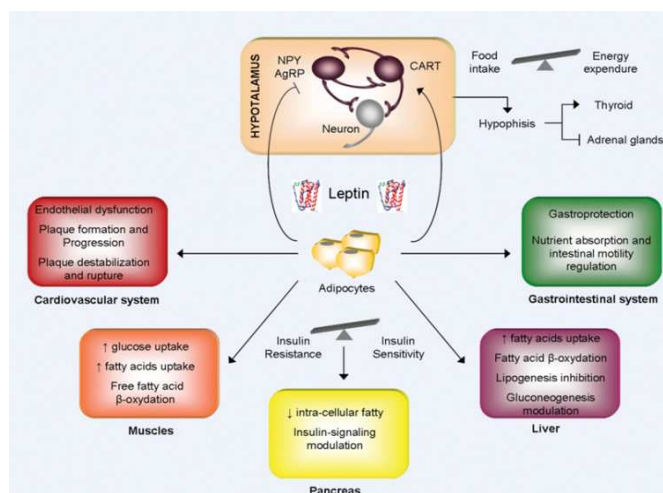 HYPOTALAMUS
NPY
AgRP
CART
Neuron
Food
intake
Energy
expendure
Hypophisis
Thyroid
Adrenal glands
Leptin
Adipocytes
Endothelial dysfunction
Plaque formation and
Progression
Plaque destabilization
and rupture
Cardiovascular system
Gastroprotection
Nutrient absorption and
intestinal motility
regulation
Gastrointestinal system
↑ glucose uptake
↑ fatty acids uptake
Free fatty acid
β-oxydation
Muscles
Insulin
Resistance
Insulin
Sensitivity
↓ intra-cellular fatty
Insulin-signaling
modulation
Pancreas
↑ fatty acids uptake
Fatty acid β-oxydation
Lipogenesis inhibition
Gluconeogenesis
modulation
Liver